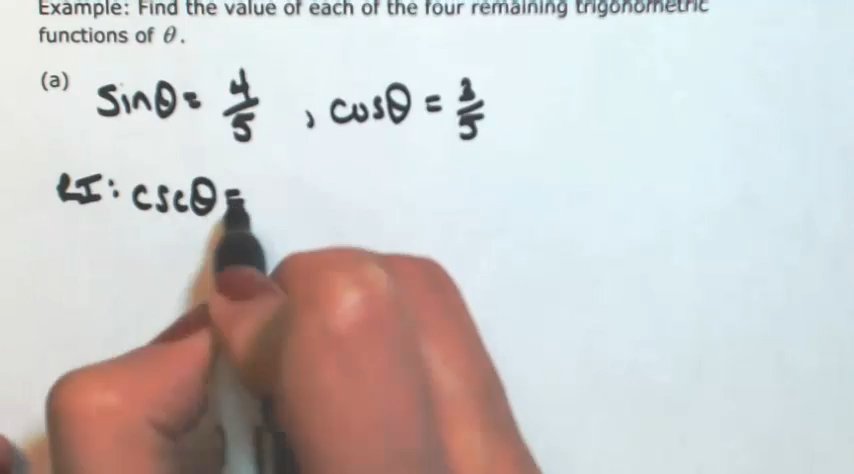 Example: Find the value of each of the four remaining trigonometric
functions of θ.
(a) sinθ = 4/5 , cosθ = 3/5
RI: cscθ =